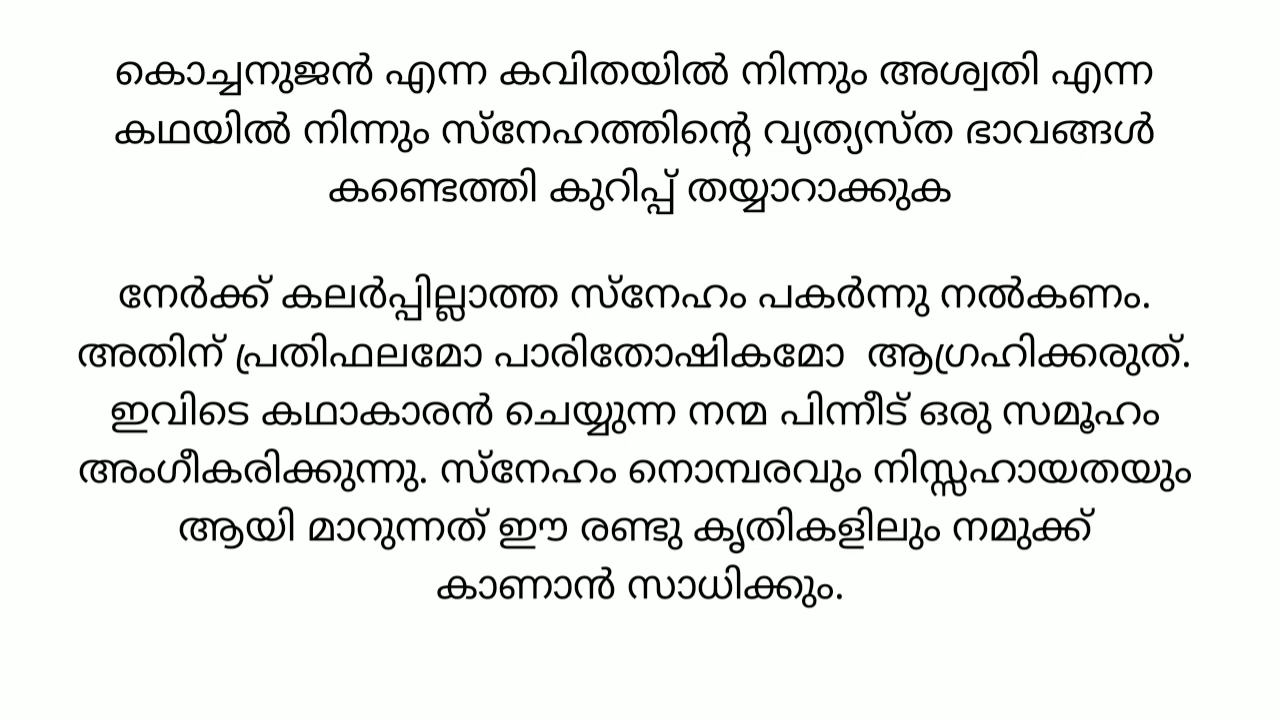 കൊച്ചനുജൻ എന്ന കവിതയിൽ നിന്നും അശ്വതി എന്ന
കഥയിൽ നിന്നും സ്നേഹത്തിന്റെ വ്യത്യസ്ത ഭാവങ്ങൾ
കണ്ടെത്തി കുറിപ്പ് തയ്യാറാക്കുക
നേർക്ക് കലർപ്പില്ലാത്ത സ്നേഹം പകർന്നു നൽകണം.
അതിന് പ്രതിഫലമോ പാരിതോഷികമോ ആഗ്രഹിക്കരുത്.
ഇവിടെ കഥാകാരൻ ചെയ്യുന്ന നന്മ പിന്നീട് ഒരു സമൂഹം
അംഗീകരിക്കുന്നു. സ്നേഹം നൊമ്പരവും നിസ്സഹായതയും
ആയി മാറുന്നത് ഈ രണ്ടു കൃതികളിലും നമുക്ക്
കാണാൻ സാധിക്കും.